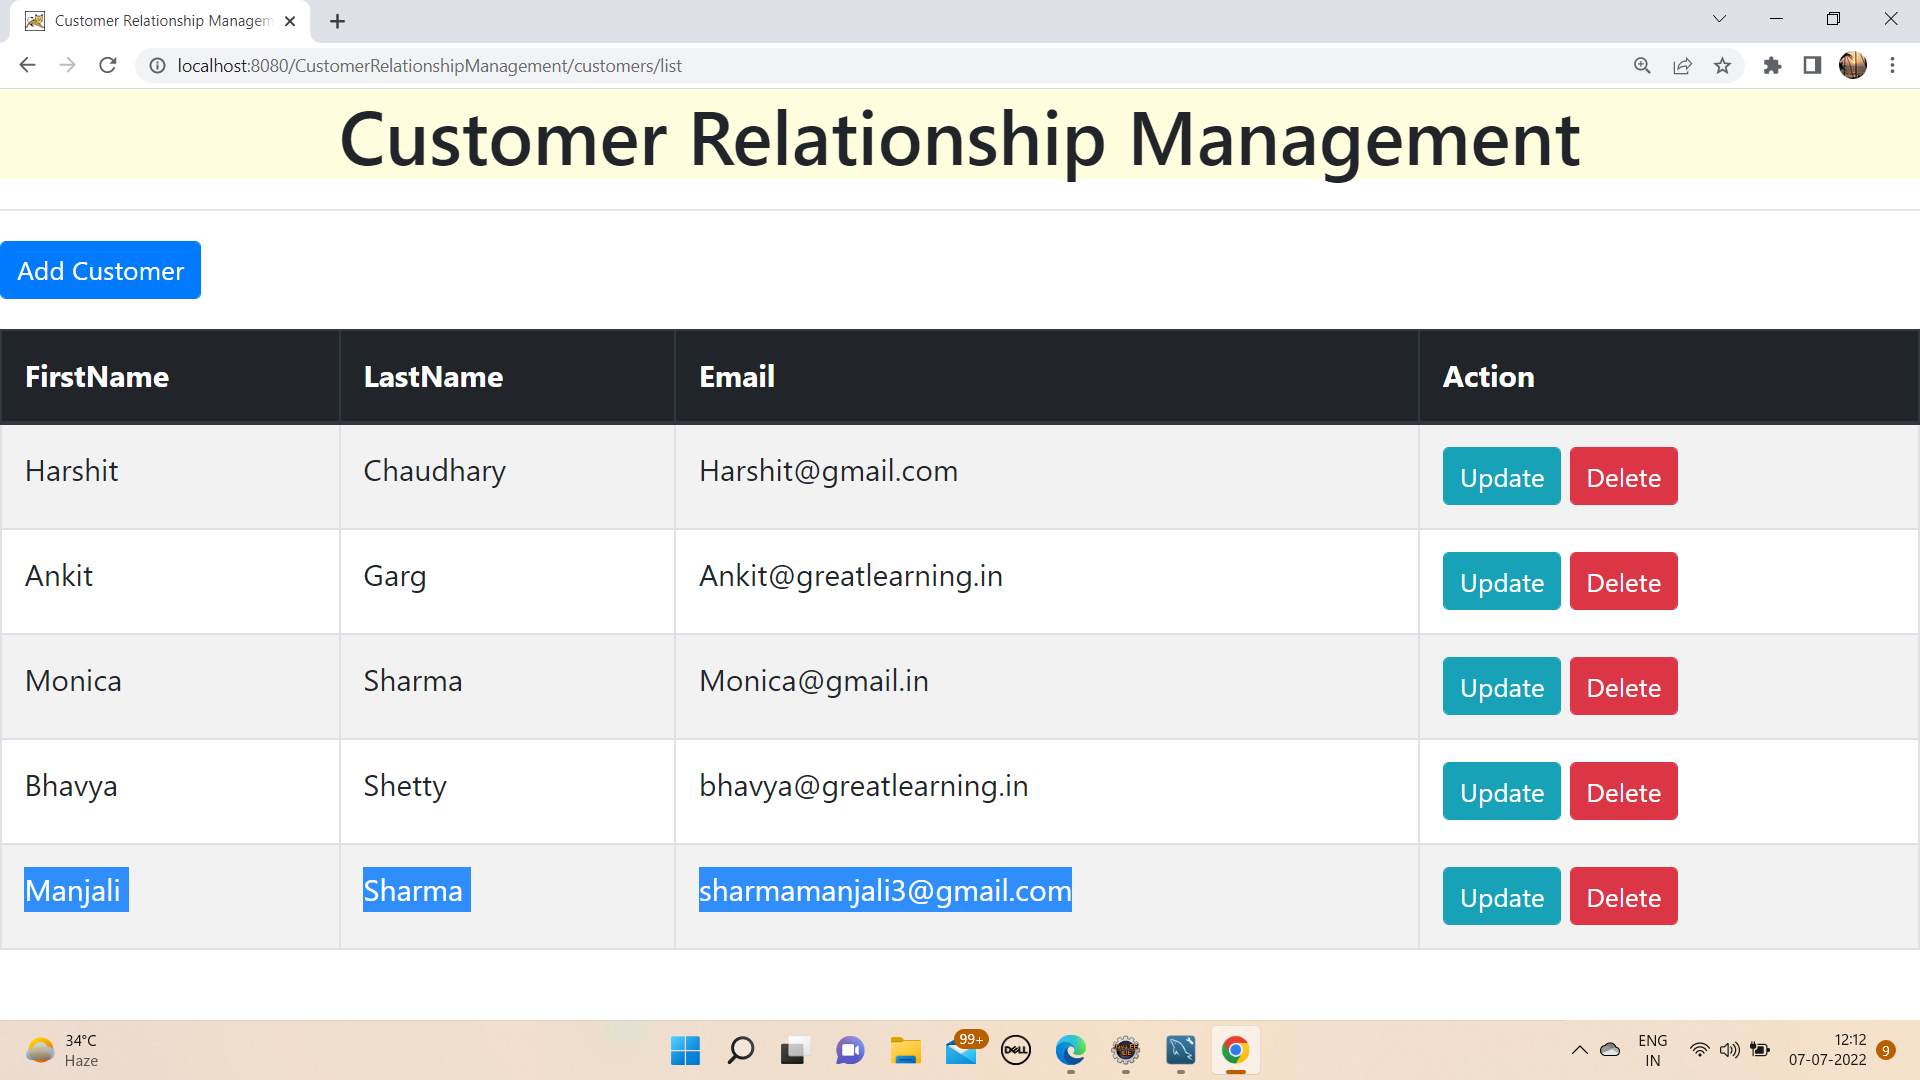 Customer Relationship Managem
localhost:8080/CustomerRelationshipManagement/customers/list
Customer Relationship Management
Add Customer
FirstName LastName Email Action
Harshit Chaudhary Harshit@gmail.com Update Delete
Ankit Garg Ankit@greatlearning.in Update Delete
Monica Sharma Monica@gmail.in Update Delete
Bhavya Shetty bhavya@greatlearning.in Update Delete
Manjali Sharma sharmamanjali3@gmail.com Update Delete
34°C
Haze
99+
DELL
ENG
IN
12:12
07-07-2022
9